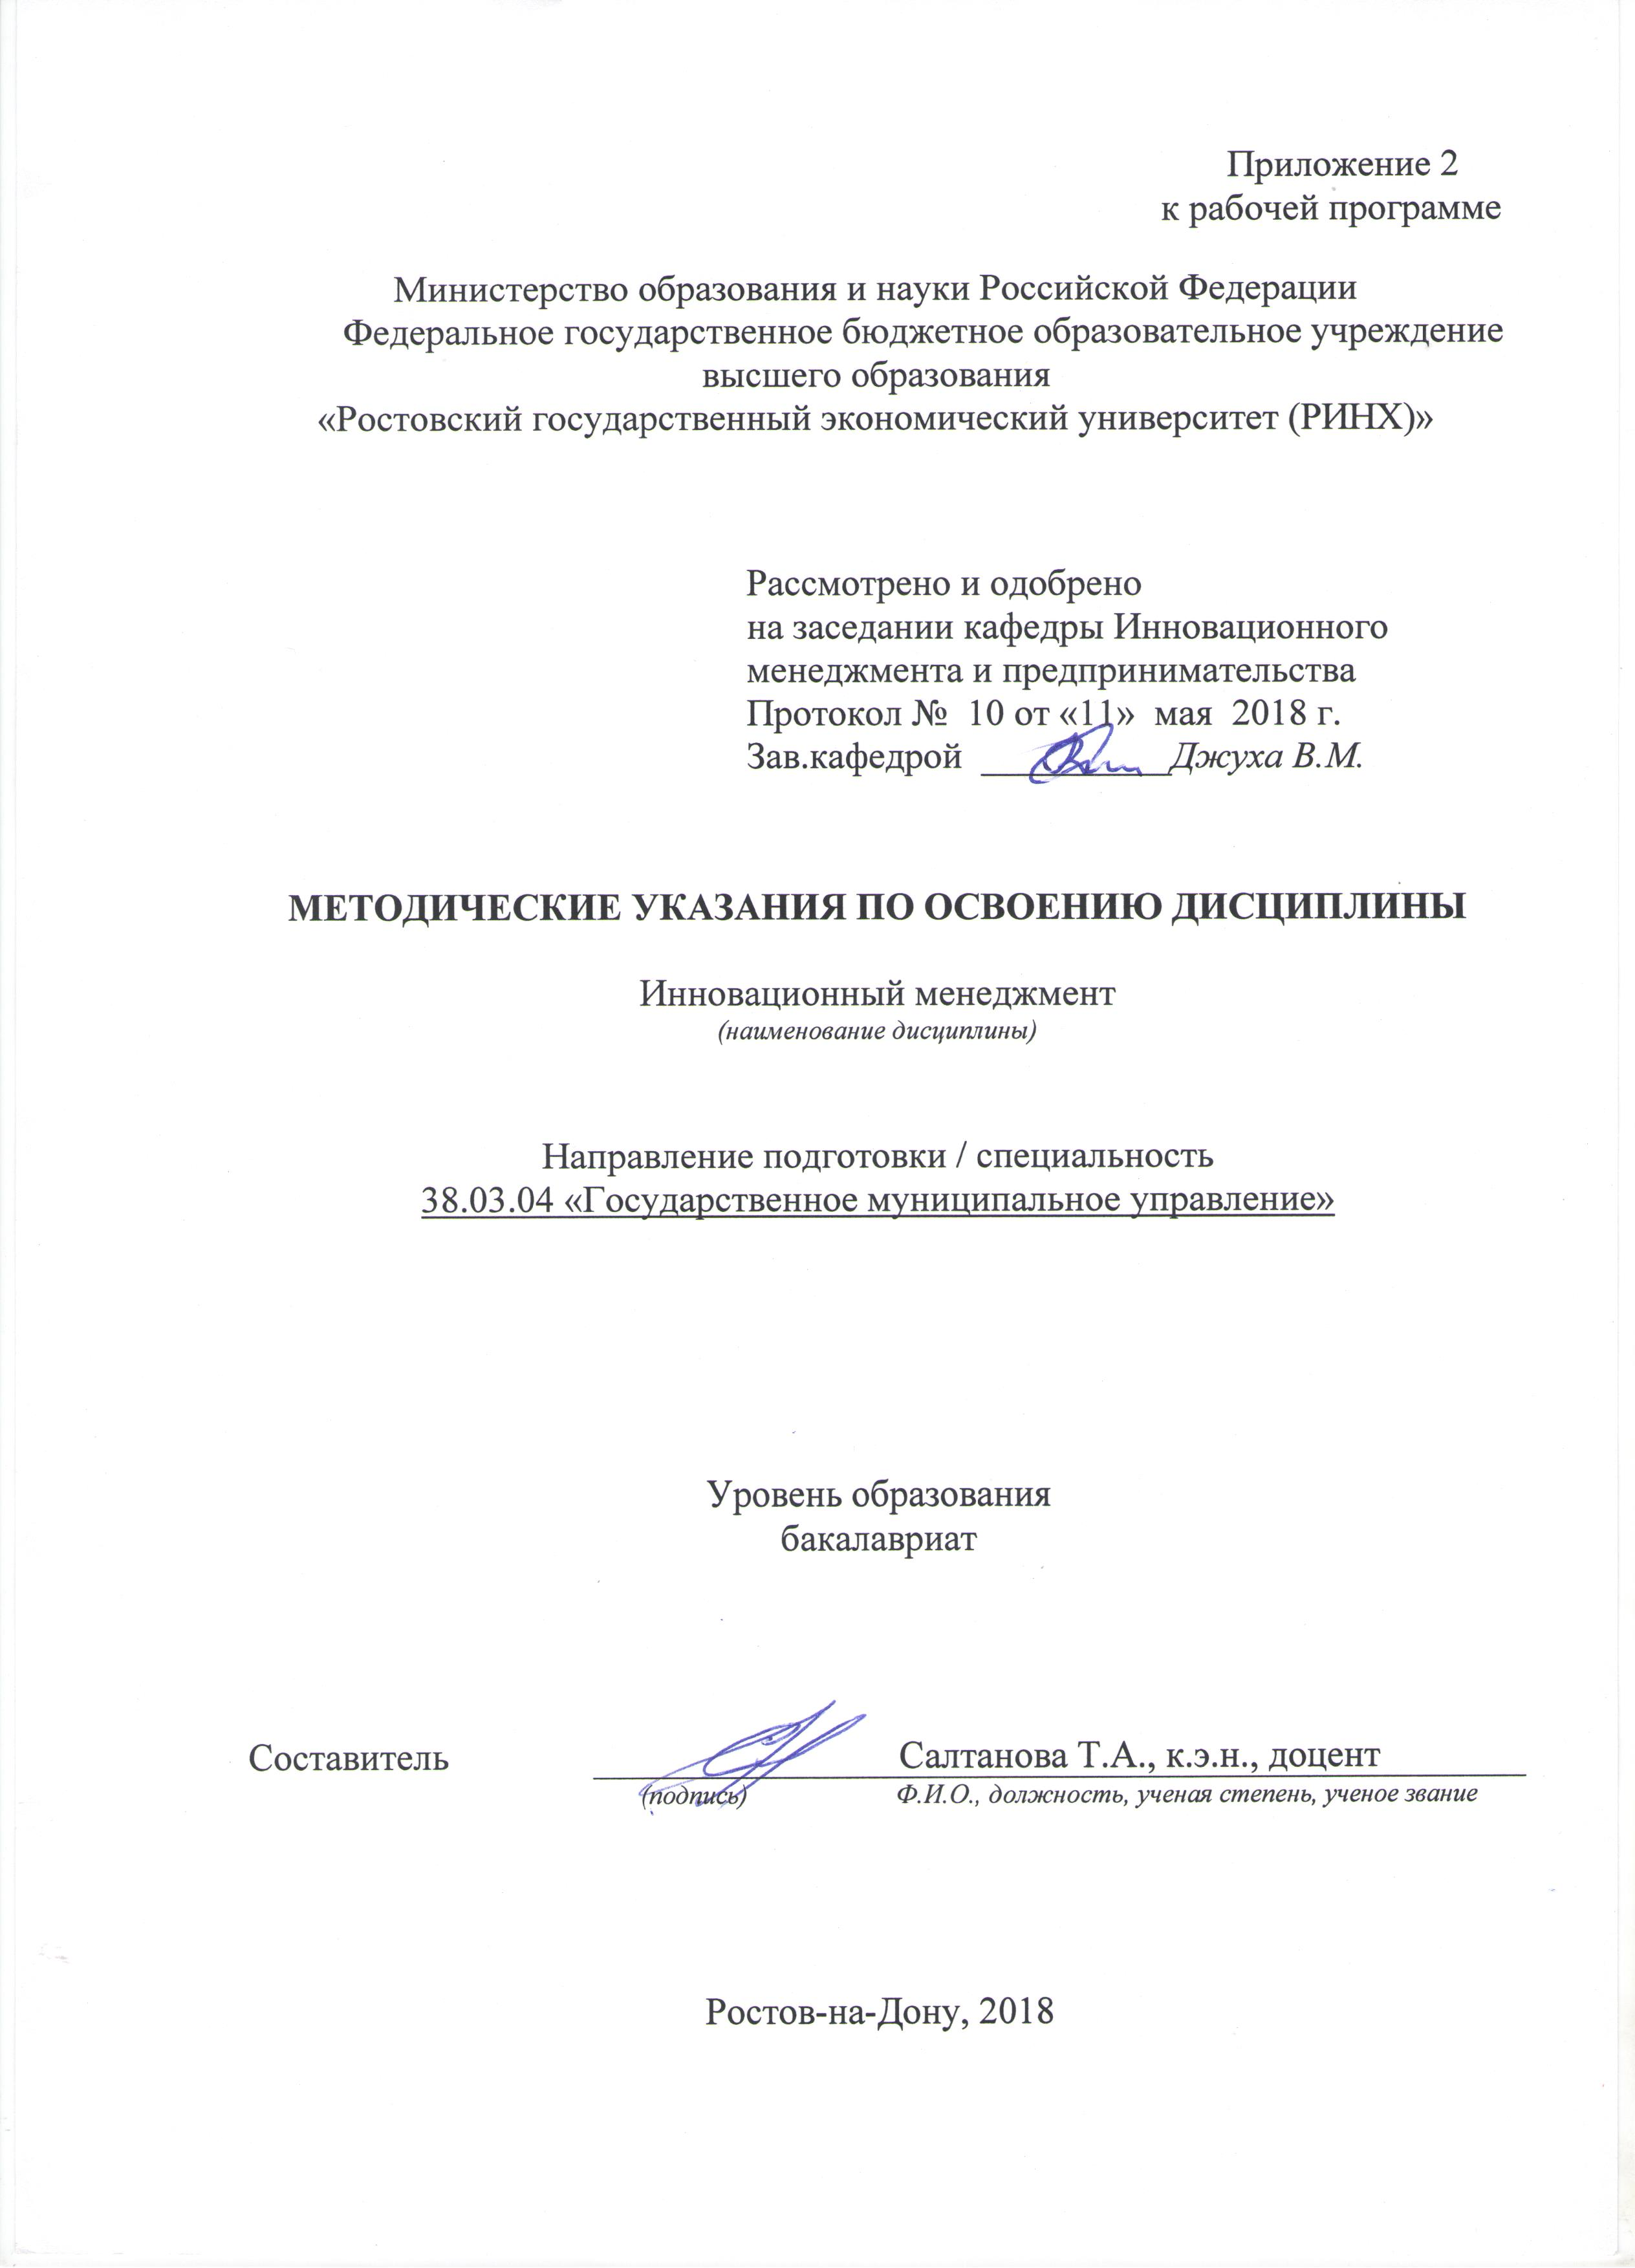 Приложение 2
к рабочей программе
Министерство образования и науки Российской Федерации
Федеральное государственное бюджетное образовательное учреждение
высшего образования
«Ростовский государственный экономический университет (РИНХ)»
Рассмотрено и одобрено
на заседании кафедры Инновационного
менеджмента и предпринимательства
Протокол № 10 от «11» мая 2018 г.
Зав.кафедрой __________Джуха В.М.
МЕТОДИЧЕСКИЕ УКАЗАНИЯ ПО ОСВОЕНИЮ ДИСЦИПЛИНЫ
Инновационный менеджмент
(наименование дисциплины)
Направление подготовки / специальность
38.03.04 «Государственное муниципальное управление»
Уровень образования
бакалавриат
Составитель Салтанова Т.А., к.э.н., доцент
(подпись) Ф.И.О., должность, ученая степень, ученое звание
Ростов-на-Дону, 2018